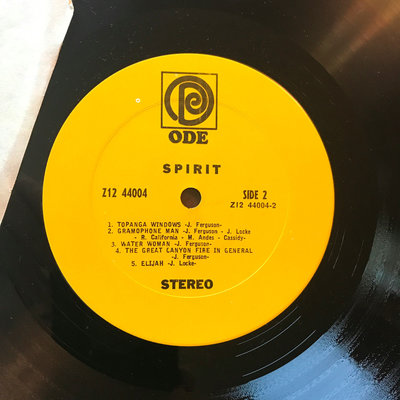 ODE
SPIRIT
Z12 44004
SIDE 2
Z12 44004-2
1. TOPANGA WINDOWS -J. Ferguson-
2. GRAMOPHONE MAN -J. Ferguson - J. Locke
- R. California - M. Andes - Cassidy-
3. WATER WOMAN -J. Ferguson-
4. THE GREAT CANYON FIRE IN GENERAL
-J. Ferguson-
5. ELIJAH -J. Locke-
STEREO